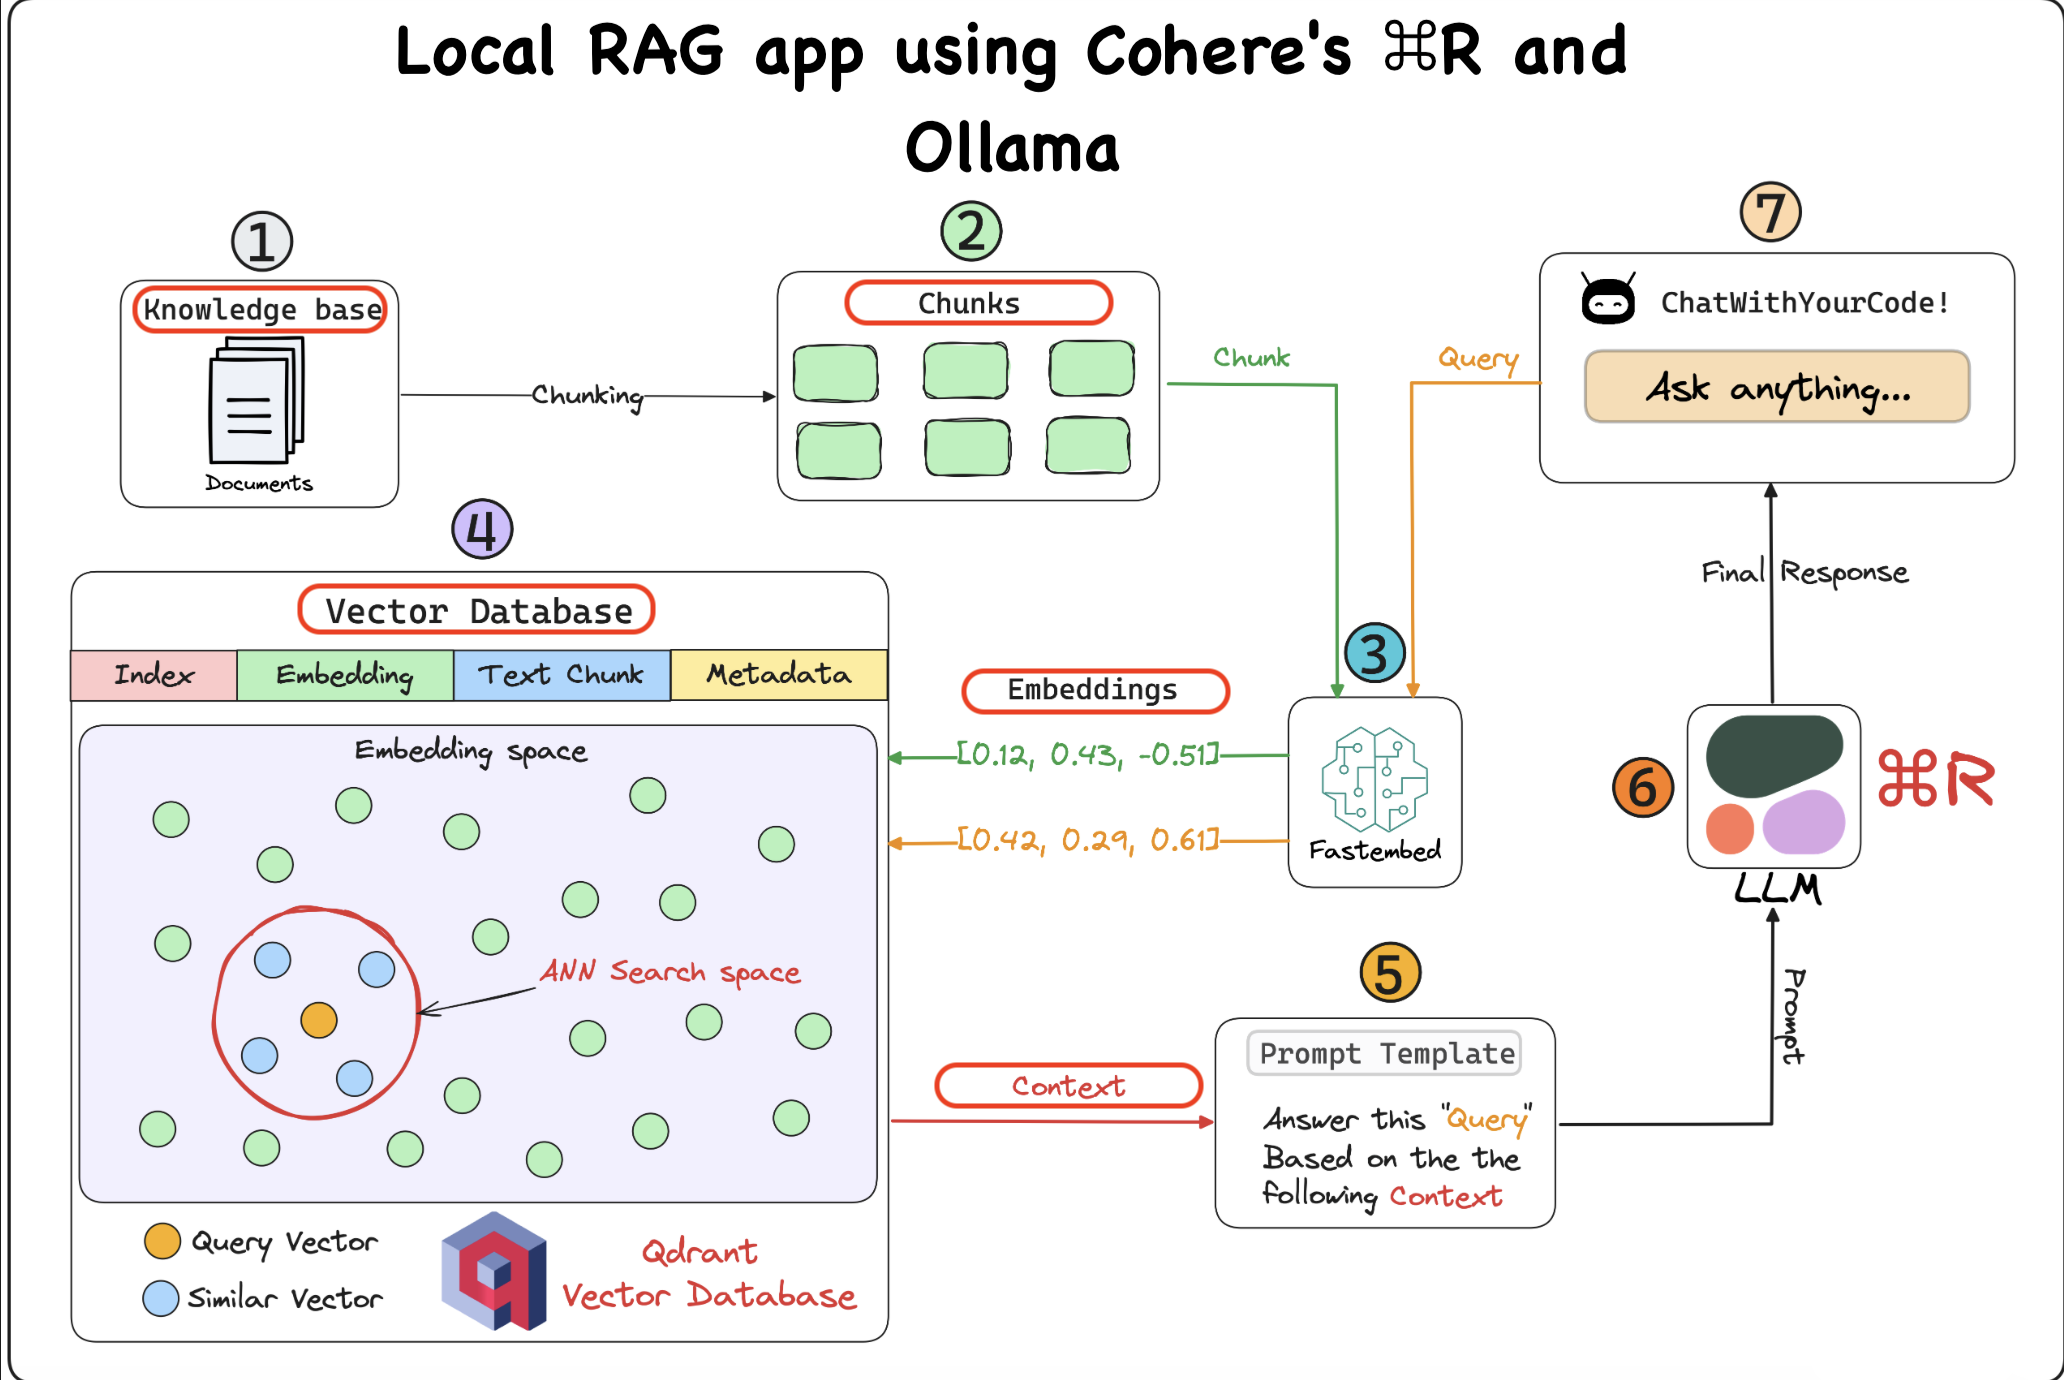 Local RAG app using Cohere's ⌘R and
Ollama
1
Knowledge base
Documents
Chunking
2
Chunks
Chunk
Query
7
ChatWithYourCode!
Ask anything...
Final Response
4
Vector Database
Index
Embedding
Text Chunk
Metadata
Embedding space
ANN Search space
Query Vector
Similar Vector
Qdrant
Vector Database
Embeddings
[0.12, 0.43, -0.51]
[0.42, 0.29, 0.61]
3
Fastembed
Context
5
Prompt Template
Answer this "Query"
Based on the the
following Context
Prompt
6
⌘R
LLM